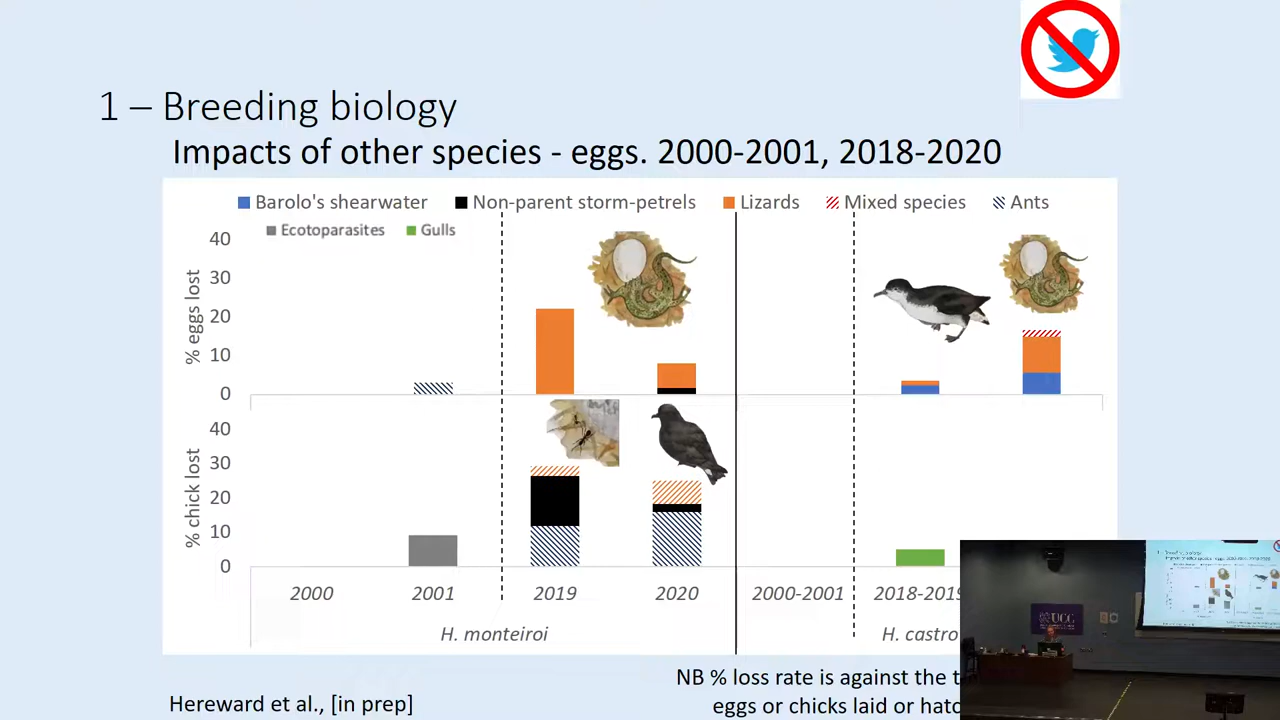 1 – Breeding biology
Impacts of other species - eggs. 2000-2001, 2018-2020
Barolo's shearwater Non-parent storm-petrels Lizards Mixed species Ants
Ecotoparasites Gulls
% eggs lost
40
30
20
10
0
% chick lost
40
30
20
10
0
2000 2001 2019 2020 2000-2001 2018-2019
H. monteiroi H. castro
NB % loss rate is against the
eggs or chicks laid or
Hereward et al., [in prep]
UCC